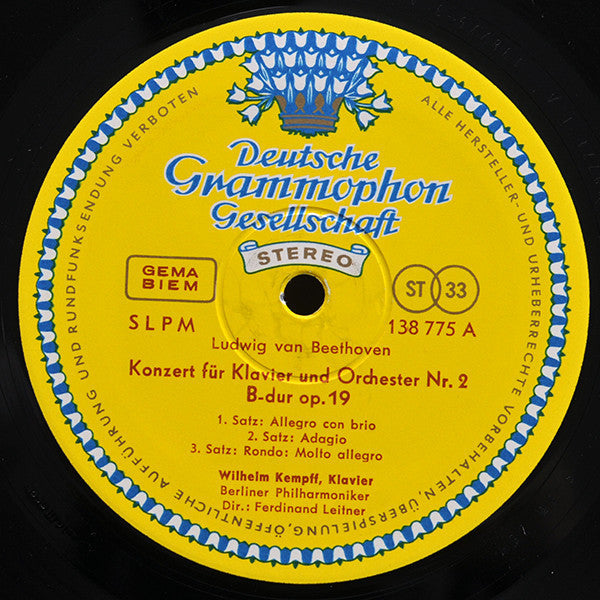 Deutsche
Grammophon
Gesellschaft
STEREO
GEMA
BIEM
ST 33
SLPM
138 775 A
Ludwig van Beethoven
Konzert für Klavier und Orchester Nr. 2
B-dur op. 19
1. Satz: Allegro con brio
2. Satz: Adagio
3. Satz: Rondo: Molto allegro
Wilhelm Kempff, Klavier
Berliner Philharmoniker
Dir.: Ferdinand Leitner
ALLE HERSTELLER- UND URHEBERRECHTE VORBEHALTEN. ÜBERSPIELUNG, ÖFFENTLICHE AUFFÜHRUNG UND RUNDFUNKSENDUNG VERBOTEN